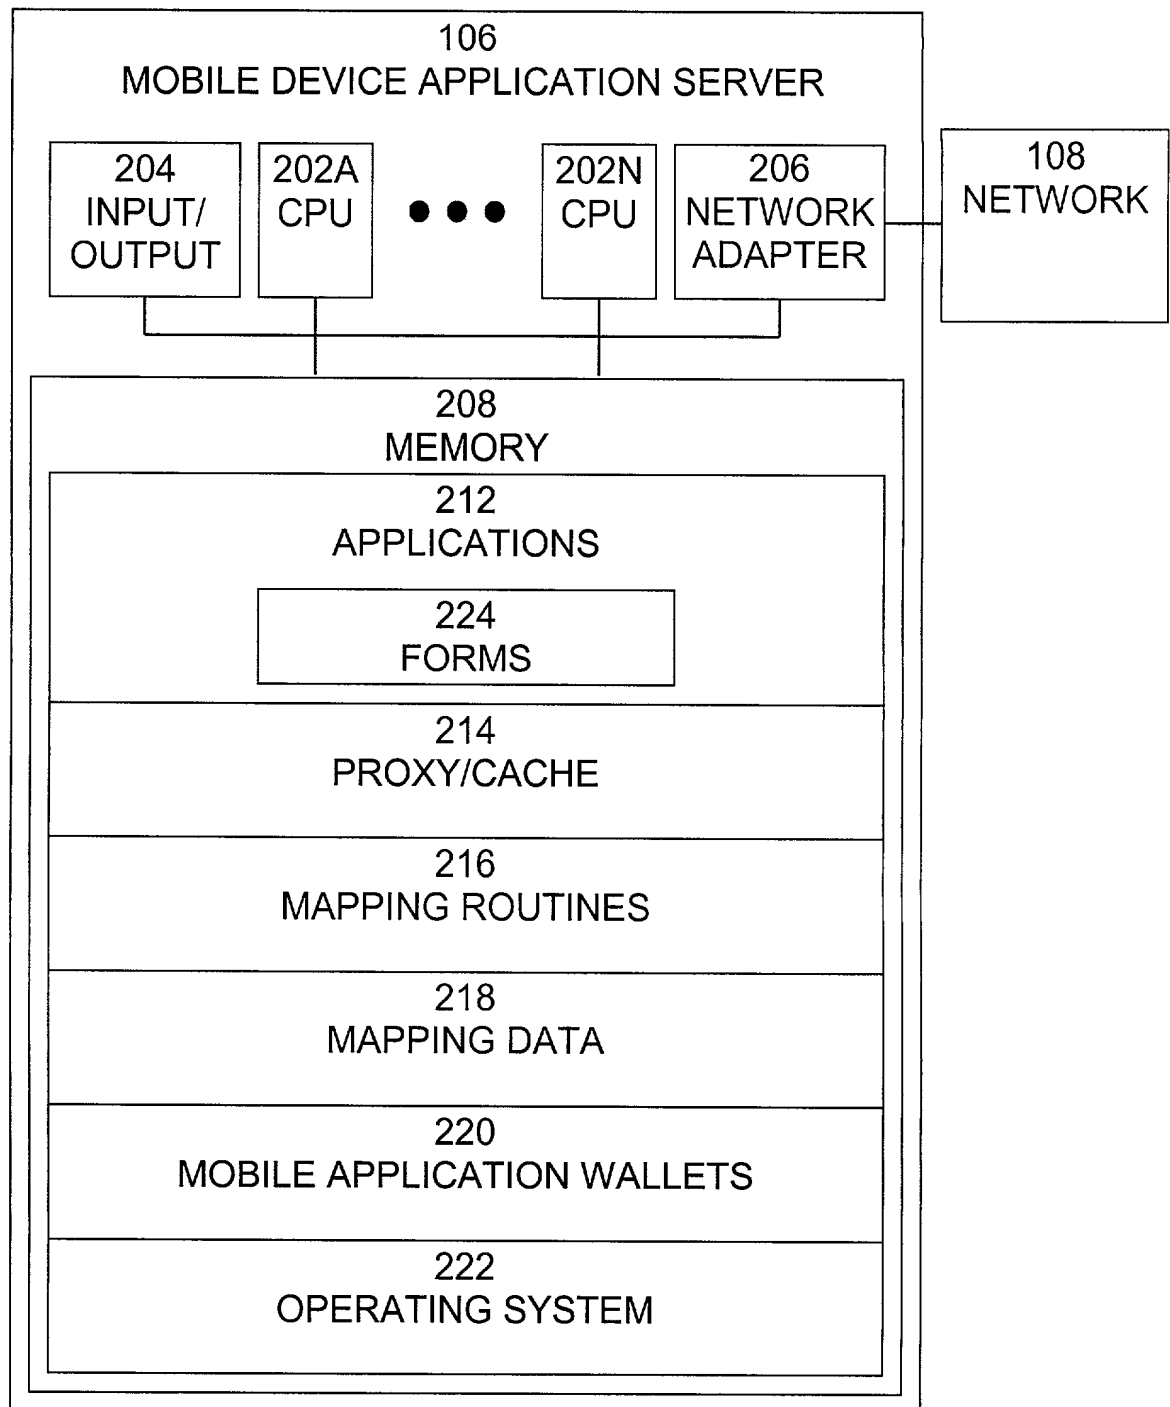 106
MOBILE DEVICE APPLICATION SERVER
204
INPUT/
OUTPUT
202A
CPU
202N
CPU
206
NETWORK
ADAPTER
108
NETWORK
208
MEMORY
212
APPLICATIONS
224
FORMS
214
PROXY/CACHE
216
MAPPING ROUTINES
218
MAPPING DATA
220
MOBILE APPLICATION WALLETS
222
OPERATING SYSTEM